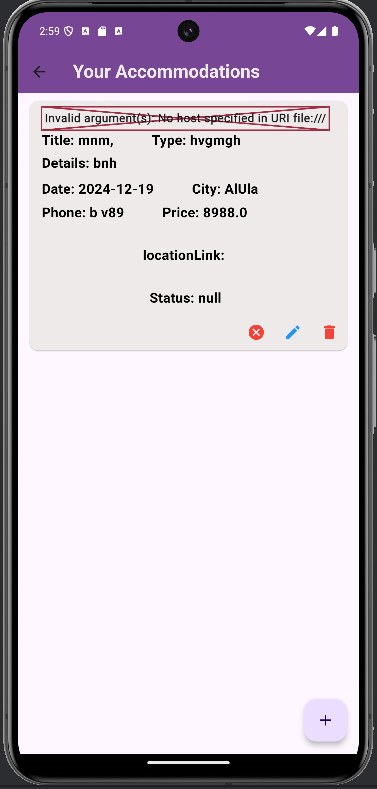 2:59
Your Accommodations
Invalid argument(s): No host specified in URI file:///
Title: mnm, Type: hvgmgh
Details: bnh
Date: 2024-12-19 City: AlUla
Phone: b v89 Price: 8988.0
locationLink:
Status: null